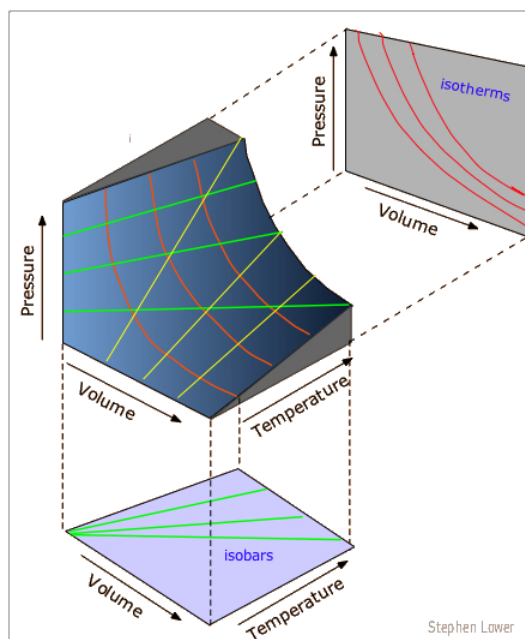 isotherms
Pressure
Volume
i
Pressure
Volume
Temperature
isobars
Volume
Temperature
Stephen Lower